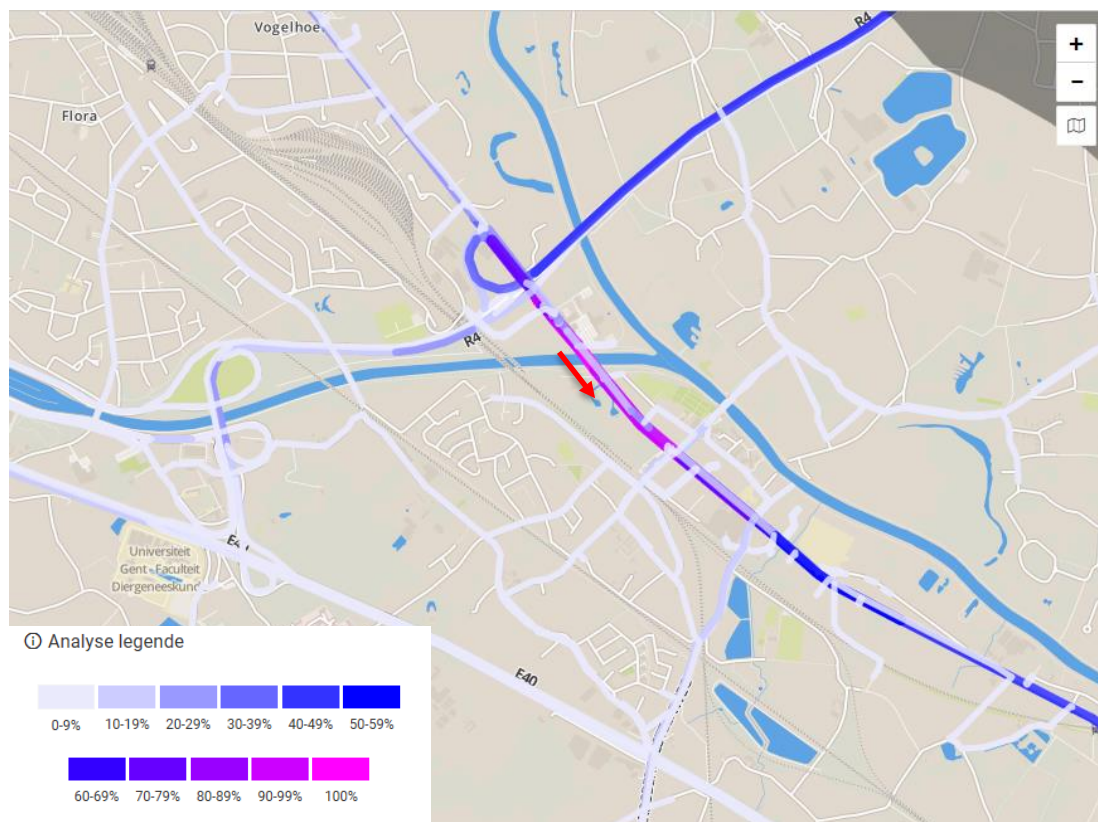 Vogelhoe
R4
+
−
Flora
R4
E40
Universiteit
Gent - Faculteit
Diergeneeskund
Analyse legende
E40
0-9%
10-19%
20-29%
30-39%
40-49%
50-59%
60-69%
70-79%
80-89%
90-99%
100%